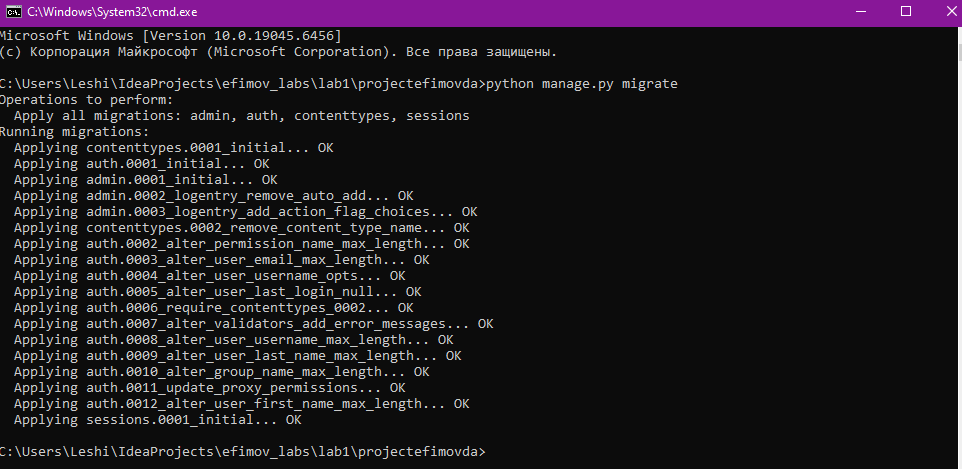 C:\Windows\System32\cmd.exe
Microsoft Windows [Version 10.0.19045.6456]
(c) Корпорация Майкрософт (Microsoft Corporation). Все права защищены.
C:\Users\Leshi\IdeaProjects\efimov_labs\lab1\projectefimovda>python manage.py migrate
Operations to perform:
  Apply all migrations: admin, auth, contenttypes, sessions
Running migrations:
  Applying contenttypes.0001_initial... OK
  Applying auth.0001_initial... OK
  Applying admin.0001_initial... OK
  Applying admin.0002_logentry_remove_auto_add... OK
  Applying admin.0003_logentry_add_action_flag_choices... OK
  Applying contenttypes.0002_remove_content_type_name... OK
  Applying auth.0002_alter_permission_name_max_length... OK
  Applying auth.0003_alter_user_email_max_length... OK
  Applying auth.0004_alter_user_username_opts... OK
  Applying auth.0005_alter_user_last_login_null... OK
  Applying auth.0006_require_contenttypes_0002... OK
  Applying auth.0007_alter_validators_add_error_messages... OK
  Applying auth.0008_alter_user_username_max_length... OK
  Applying auth.0009_alter_user_last_name_max_length... OK
  Applying auth.0010_alter_group_name_max_length... OK
  Applying auth.0011_update_proxy_permissions... OK
  Applying auth.0012_alter_user_first_name_max_length... OK
  Applying sessions.0001_initial... OK
C:\Users\Leshi\IdeaProjects\efimov_labs\lab1\projectefimovda>